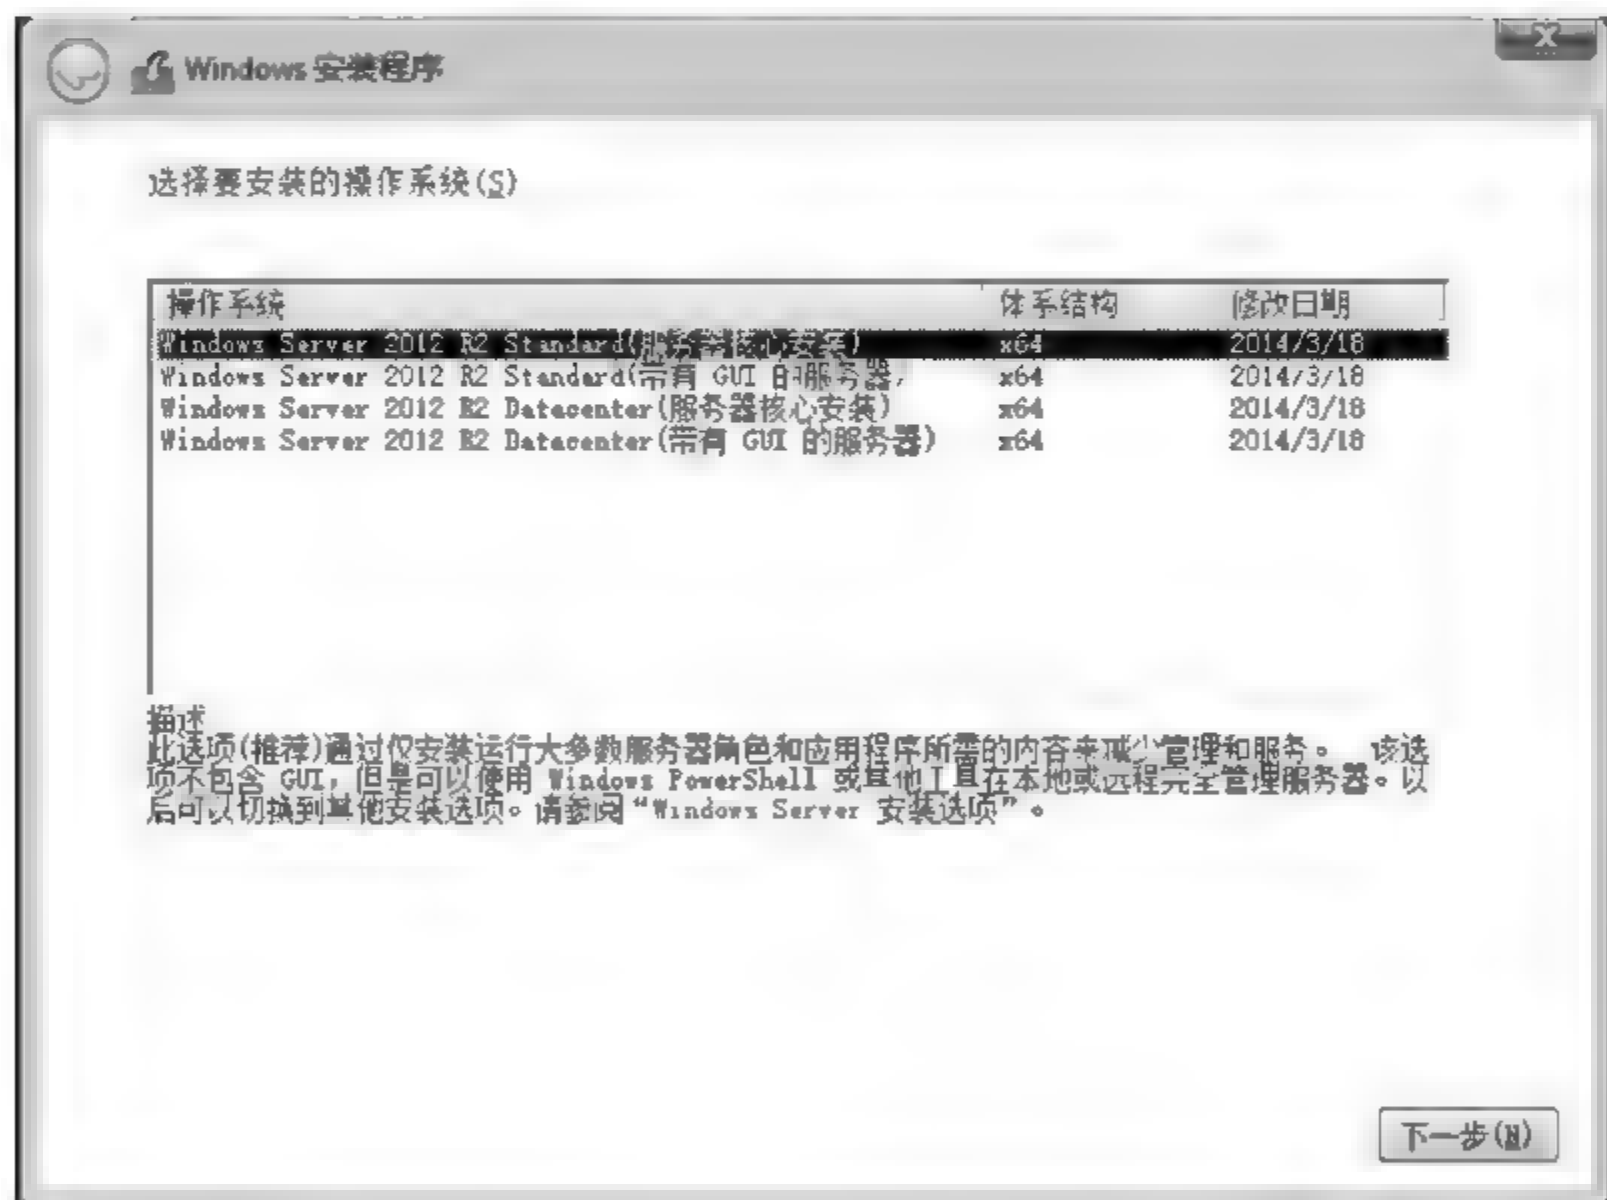 Windows 安装程序
选择要安装的操作系统(S)
操作系统 体系结构 修改日期
Windows Server 2012 R2 Standard(服务器核心安装) x64 2014/3/18
Windows Server 2012 R2 Standard(带有 GUI 的服务器) x64 2014/3/18
Windows Server 2012 R2 Datacenter(服务器核心安装) x64 2014/3/18
Windows Server 2012 R2 Datacenter(带有 GUI 的服务器) x64 2014/3/18
描述
此选项(推荐)通过仅安装运行大多数服务器角色和应用程序所需的内容来减少管理和服务。 该选
项不包含 GUI，但是可以使用 Windows PowerShell 或其他工具在本地或远程完全管理服务器。以
后可以切换到其他安装选项。请参阅“Windows Server 安装选项”。
下一步(N)